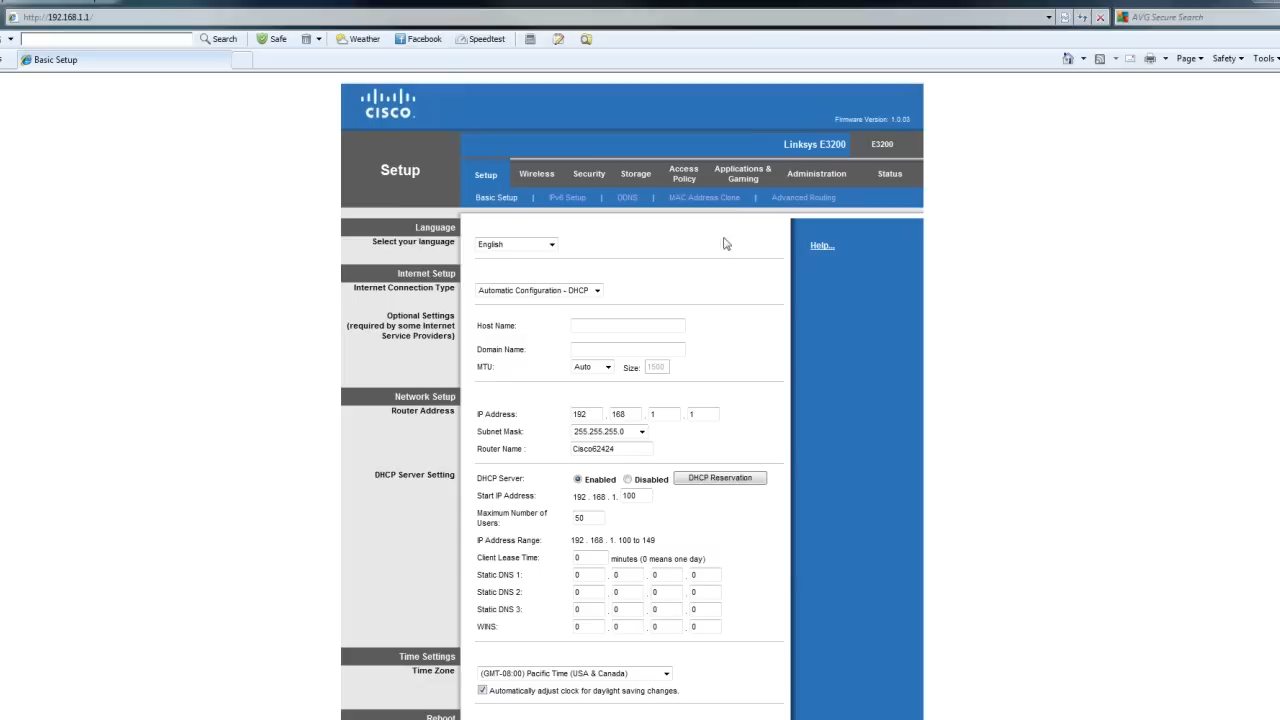 http://192.168.1.1/
AVG Secure Search
Search
Safe
Weather
Facebook
Speedtest
Basic Setup
Page
Safety
Tools
CISCO.
Firmware Version: 1.0.03
Linksys E3200
E3200
Setup
Setup
Wireless
Security
Storage
Access Policy
Applications & Gaming
Administration
Status
Basic Setup | IPv6 Setup | DDNS | MAC Address Clone | Advanced Routing
Language
Select your language
English
Help...
Internet Setup
Internet Connection Type
Automatic Configuration - DHCP
Optional Settings
(required by some Internet
Service Providers)
Host Name:
Domain Name:
MTU: Auto Size: 1500
Network Setup
Router Address
IP Address: 192 . 168 . 1 . 1
Subnet Mask: 255.255.255.0
Router Name : Cisco62424
DHCP Server Setting
DHCP Server: Enabled Disabled DHCP Reservation
Start IP Address: 192 . 168 . 1. 100
Maximum Number of
Users: 50
IP Address Range: 192 . 168 . 1. 100 to 149
Client Lease Time: 0 minutes (0 means one day)
Static DNS 1: 0 . 0 . 0 . 0
Static DNS 2: 0 . 0 . 0 . 0
Static DNS 3: 0 . 0 . 0 . 0
WINS: 0 . 0 . 0 . 0
Time Settings
Time Zone
(GMT-08:00) Pacific Time (USA & Canada)
Automatically adjust clock for daylight saving changes.
Reboot